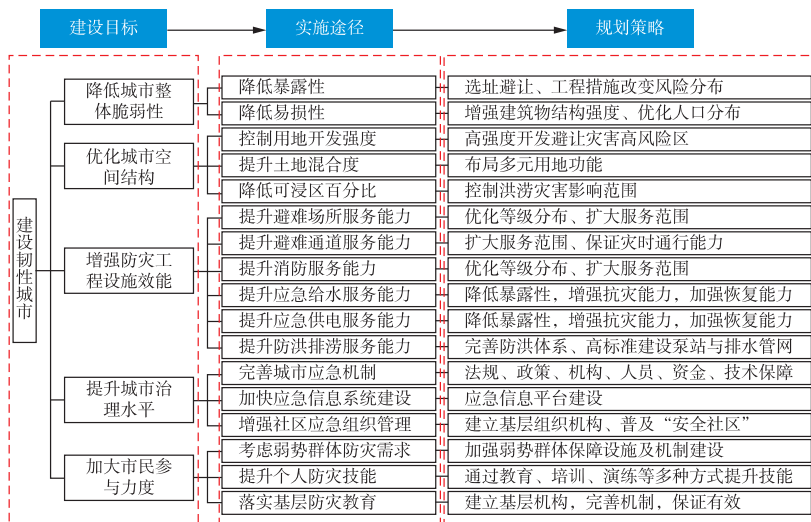 建设目标
实施途径
规划策略
建设韧性城市
降低城市整
体脆弱性
降低暴露性
选址避让、工程措施改变风险分布
降低易损性
增强建筑物结构强度、优化人口分布
优化城市空
间结构
控制用地开发强度
高强度开发避让灾害高风险区
提升土地混合度
布局多元用地功能
降低可浸区百分比
控制洪涝灾害影响范围
增强防灾工
程设施效能
提升避难场所服务能力
优化等级分布、扩大服务范围
提升避难通道服务能力
扩大服务范围、保证灾时通行能力
提升消防服务能力
优化等级分布、扩大服务范围
提升应急给水服务能力
降低暴露性，增强抗灾能力，加强恢复能力
提升应急供电服务能力
降低暴露性，增强抗灾能力，加强恢复能力
提升防洪排涝服务能力
完善防洪体系、高标准建设泵站与排水管网
提升城市治
理水平
完善城市应急机制
法规、政策、机构、人员、资金、技术保障
加快应急信息系统建设
应急信息平台建设
增强社区应急组织管理
建立基层组织机构、普及“安全社区”
加大市民参
与力度
考虑弱势群体防灾需求
加强弱势群体保障设施及机制建设
提升个人防灾技能
通过教育、培训、演练等多种方式提升技能
落实基层防灾教育
建立基层机构，完善机制，保证有效